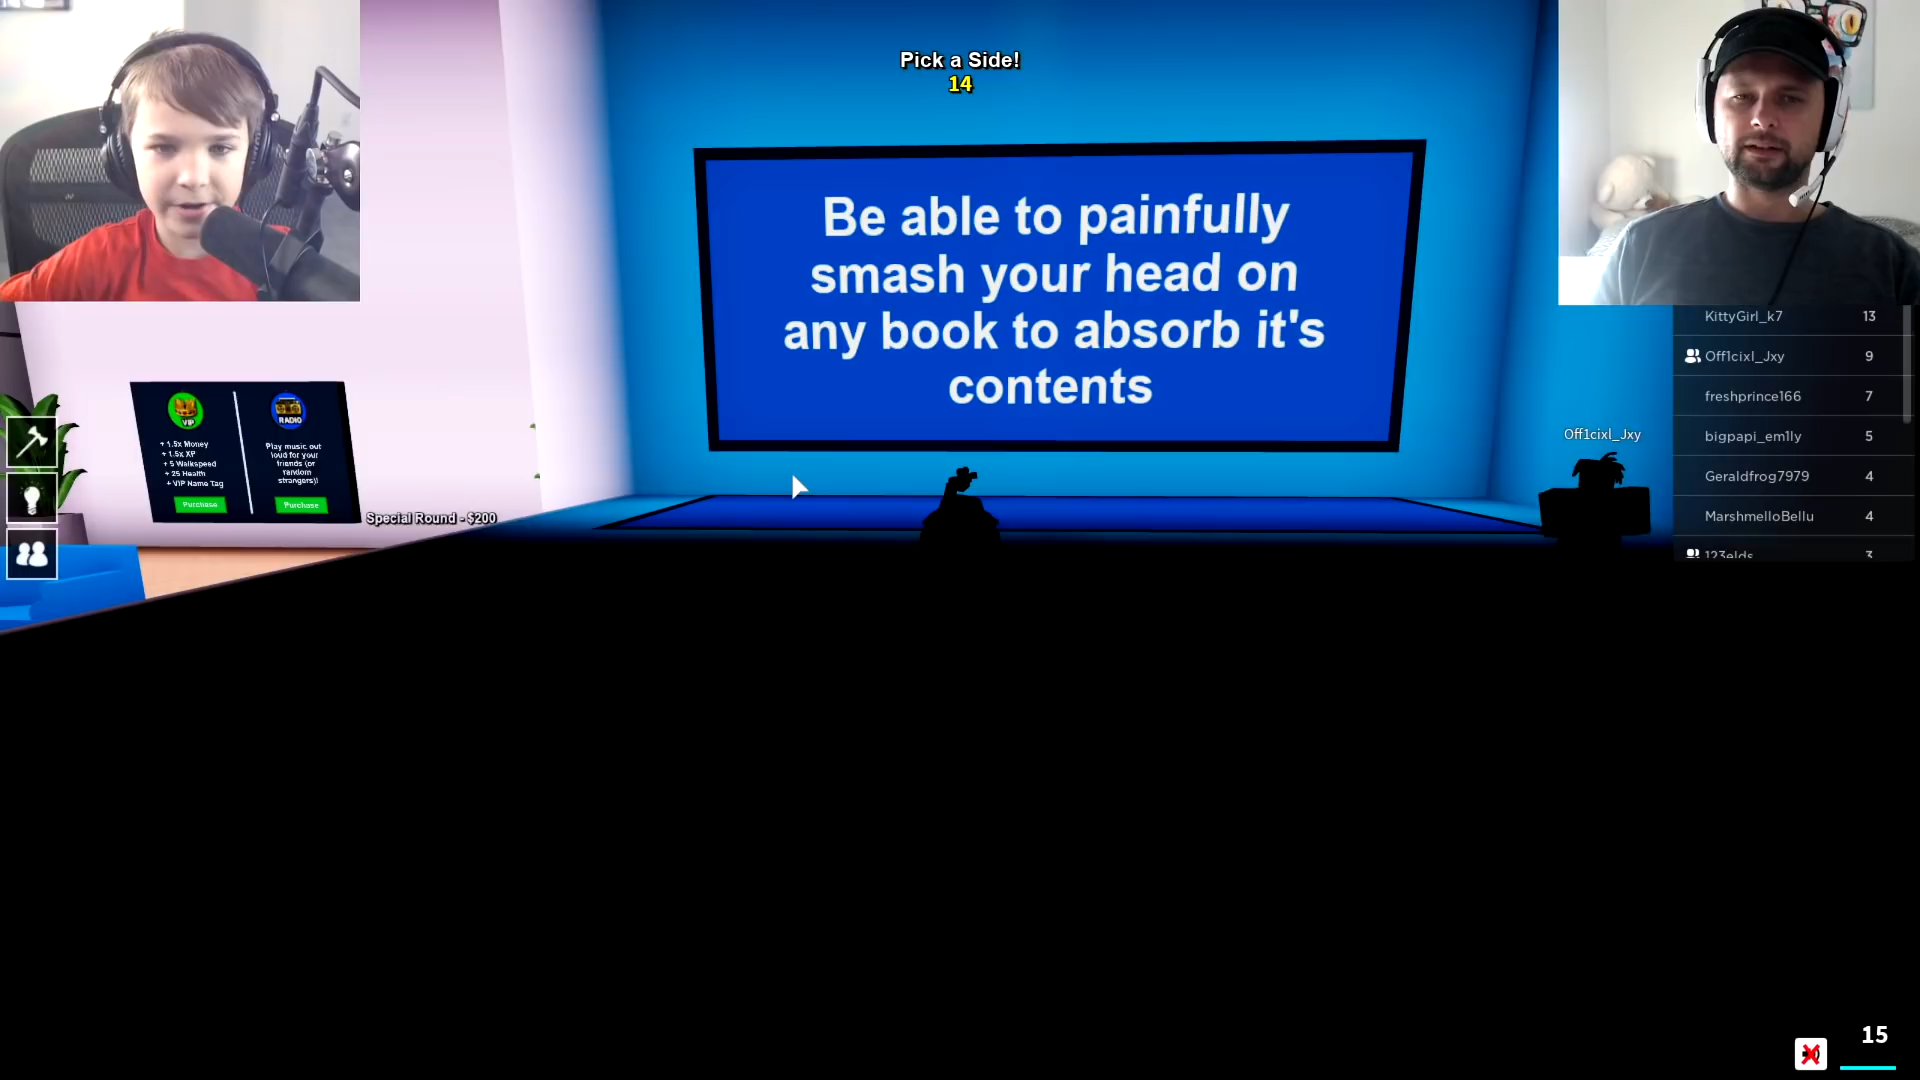 Pick a Side!
14
Be able to painfully
smash your head on
any book to absorb it's
contents
VIP
+ 1.5x Money
+ 1.5x XP
+ 5 Walkspeed
+ 25 Health
+ VIP Name Tag
Purchase
RADIO
Play music out
loud for your
friends (or
random
strangers)!
Purchase
Special Round - $200
KittyGirl_k7 13
Off1cixl_Jxy 9
freshprince166 7
bigpapi_em1ly 5
Geraldfrog7979 4
MarshmelloBellu 4
123elds 3
Off1cixl_Jxy
15